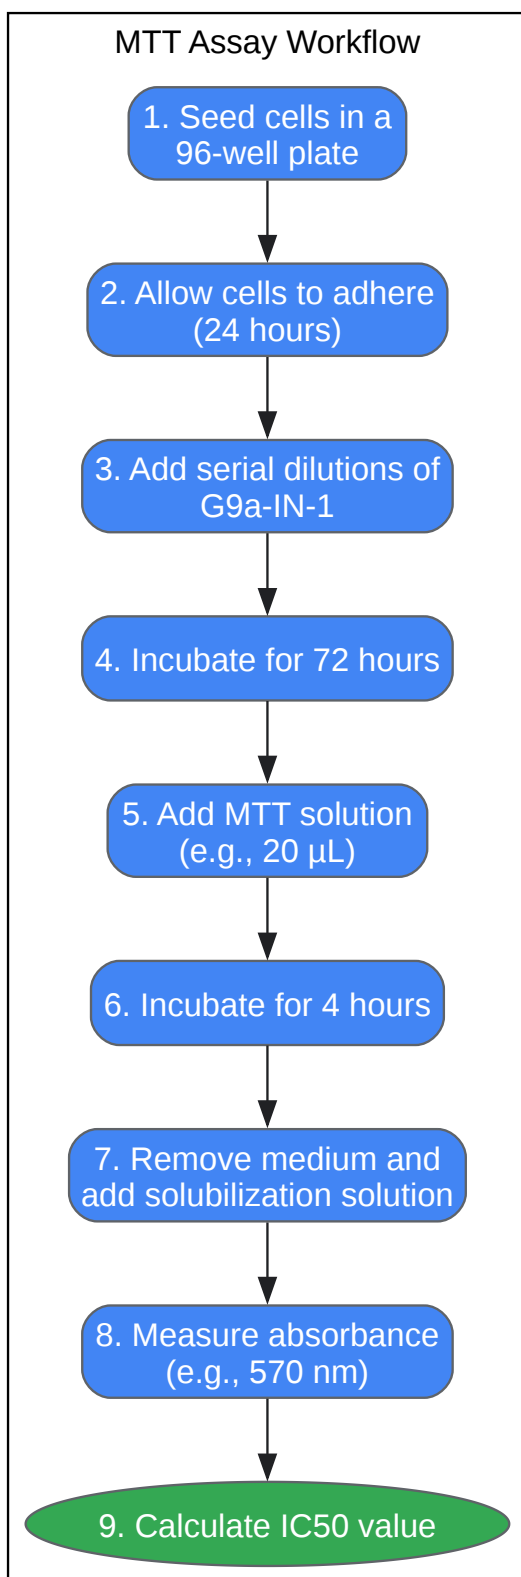 MTT Assay Workflow
1. Seed cells in a
96-well plate
2. Allow cells to adhere
(24 hours)
3. Add serial dilutions of
G9a-IN-1
4. Incubate for 72 hours
5. Add MTT solution
(e.g., 20 µL)
6. Incubate for 4 hours
7. Remove medium and
add solubilization solution
8. Measure absorbance
(e.g., 570 nm)
9. Calculate IC50 value